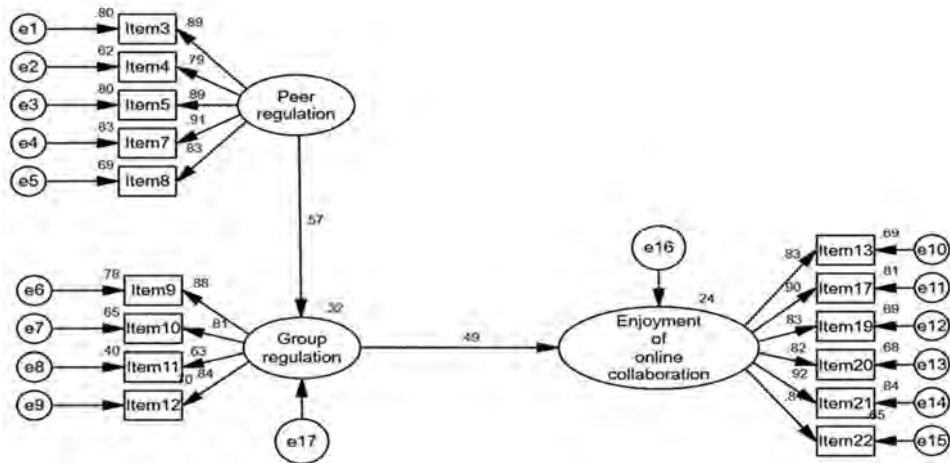 .80
e1
Item3
.89
.62
e2
Item4
.79
.80
e3
Item5
.89
Peer
regulation
.83
e4
Item7
.91
.69
e5
Item8
.83
.57
.78
e6
Item9
.88
.65
e7
Item10
.81
.40
e8
Item11
.63
.70
e9
Item12
.84
.32
Group
regulation
e17
.49
e16
.24
Enjoyment
of
online
collaboration
.83
Item13
.69
e10
.90
Item17
.81
e11
.83
Item19
.69
e12
.82
Item20
.68
e13
.92
Item21
.84
e14
Item22
.65
e15